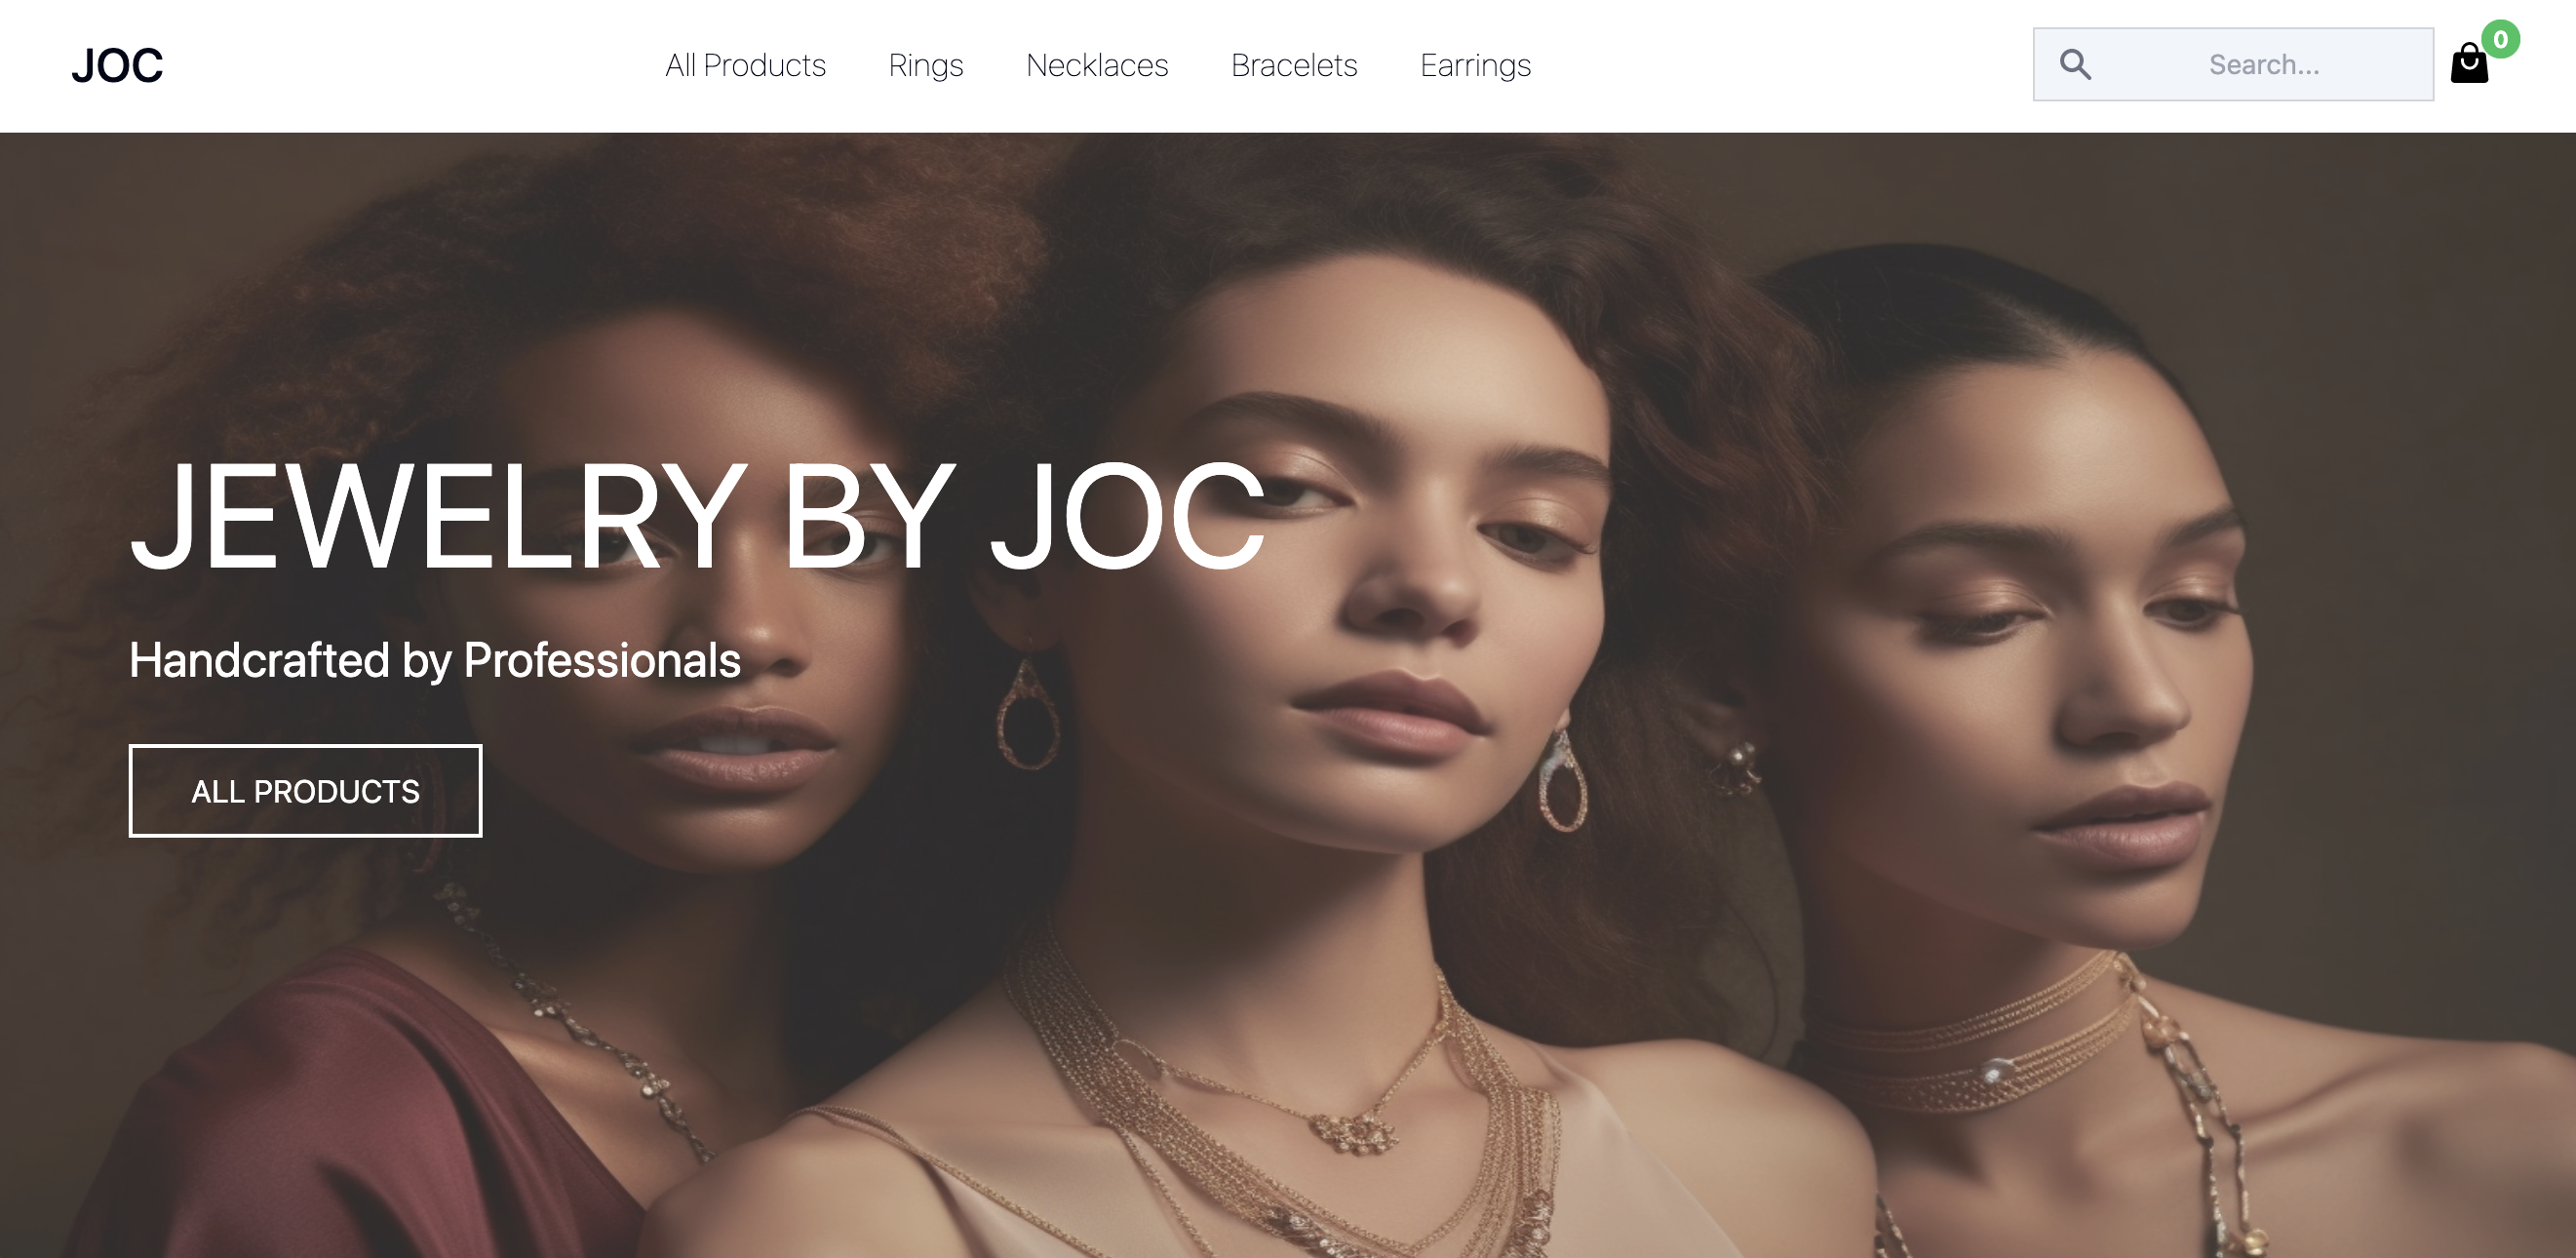 JOC
All Products Rings Necklaces Bracelets Earrings
Search...
0
JEWELRY BY JOC
Handcrafted by Professionals
ALL PRODUCTS